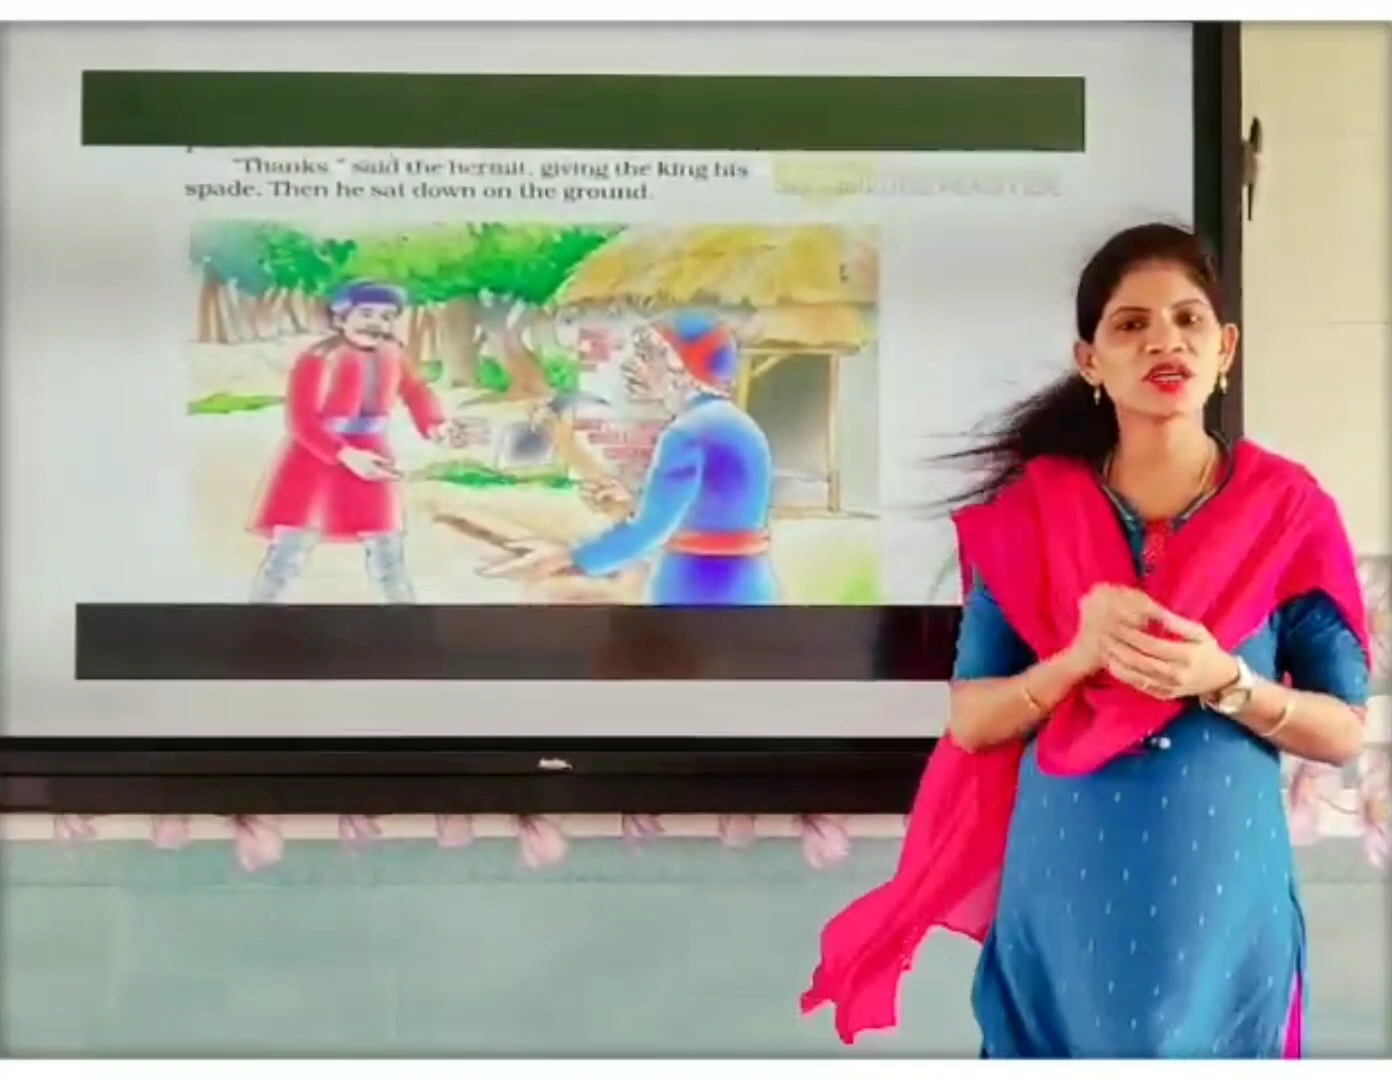 "Thanks," said the hermit, giving the king his
spade. Then he sat down on the ground.